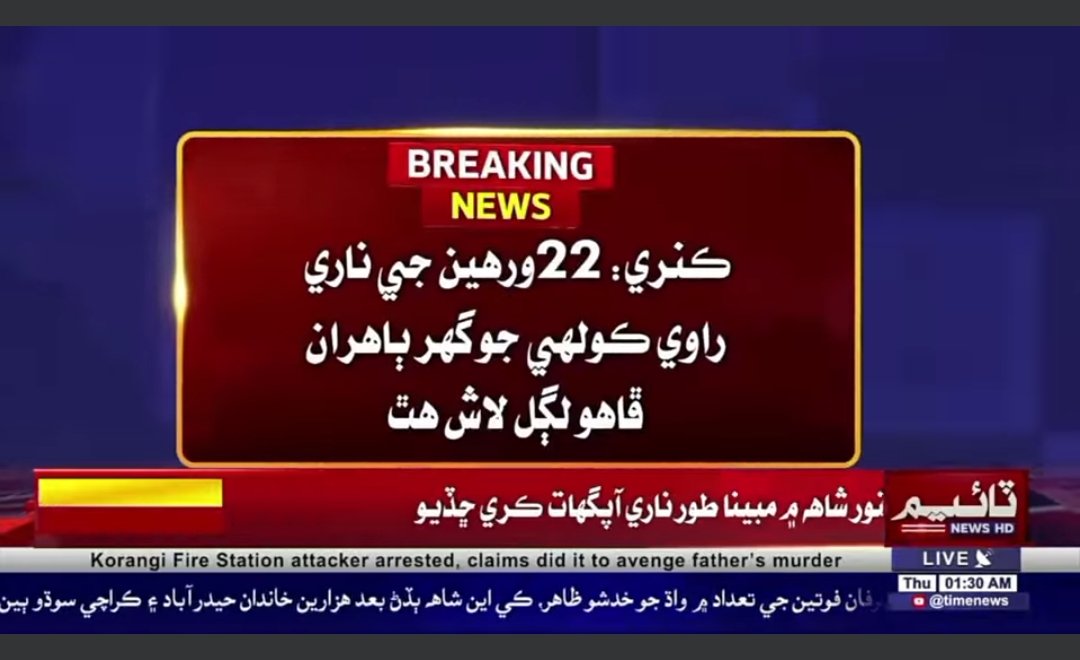 BREAKING
NEWS
ڪنري: 22ورهين جي ناري
راوي ڪولهي جو گهر ٻاهران
ڦاهو لڳل لاش هٿ
نور شاهه ۾ مبينا طور ناري آپگهات ڪري ڇڏيو
ٽائيم
NEWS HD
Korangi Fire Station attacker arrested, claims did it to avenge father's murder
LIVE
Thu 01:30 AM
فوتين جي تعداد ۾ واڌ جو خدشو ظاهر، ڪي اين شاهه ٻڏڻ بعد هزارين خاندان حيدرآباد ۽ ڪراچي سوڌو ٻين
@timenews